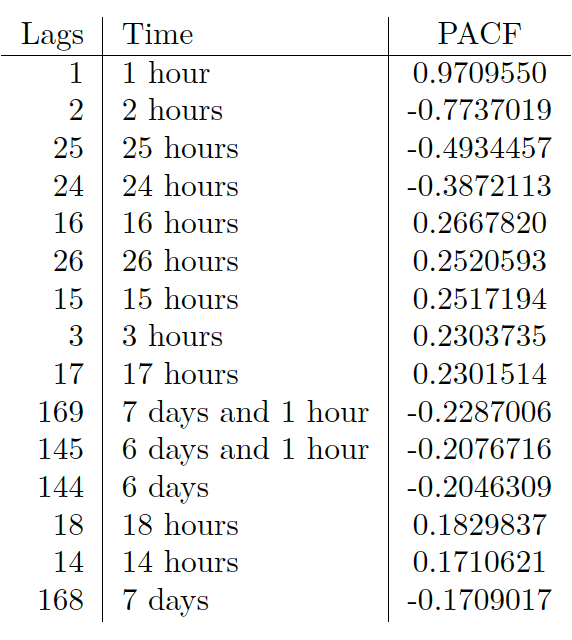 Lags Time PACF
1 1 hour 0.9709550
2 2 hours -0.7737019
25 25 hours -0.4934457
24 24 hours -0.3872113
16 16 hours 0.2667820
26 26 hours 0.2520593
15 15 hours 0.2517194
3 3 hours 0.2303735
17 17 hours 0.2301514
169 7 days and 1 hour -0.2287006
145 6 days and 1 hour -0.2076716
144 6 days -0.2046309
18 18 hours 0.1829837
14 14 hours 0.1710621
168 7 days -0.1709017